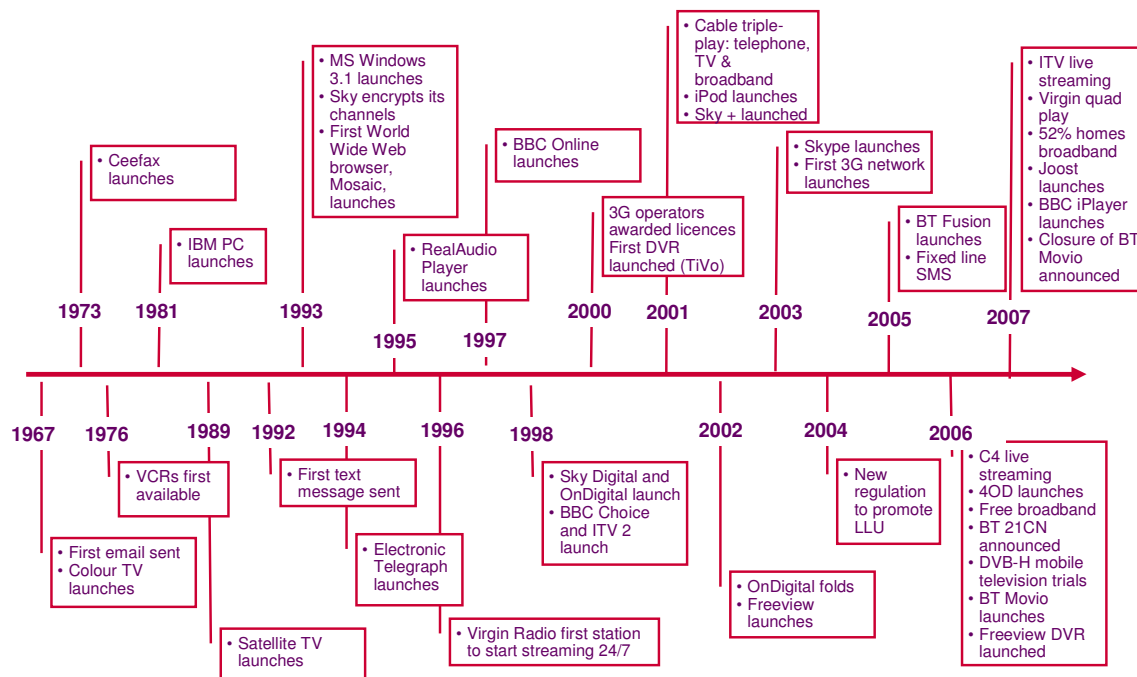 • Cable triple-
play: telephone,
TV &
broadband
• iPod launches
• Sky + launched
• MS Windows
3.1 launches
• Sky encrypts its
channels
• First World
Wide Web
browser,
Mosaic,
launches
• ITV live
streaming
• Virgin quad
play
• 52% homes
broadband
• Joost
launches
• BBC iPlayer
launches
• Closure of BT
Movio announced
• Ceefax
launches
• BBC Online
launches
• Skype launches
• First 3G network
launches
• IBM PC
launches
• RealAudio
Player
launches
3G operators
awarded licences
First DVR
launched (TiVo)
• BT Fusion
launches
• Fixed line
SMS
1973
1981
1993
1995
1997
2000
2001
2003
2005
2007
1967
1976
1989
1992
1994
1996
1998
2002
2004
2006
• VCRs first
available
• First text
message sent
• Sky Digital and
OnDigital launch
• BBC Choice
and ITV 2
launch
• New
regulation
to promote
LLU
• C4 live
streaming
• 4OD launches
• Free broadband
• BT 21CN
announced
• DVB-H mobile
television trials
• BT Movio
launches
• Freeview DVR
launched
• First email sent
• Colour TV
launches
• Electronic
Telegraph
launches
• OnDigital folds
• Freeview
launches
• Satellite TV
launches
• Virgin Radio first station
to start streaming 24/7